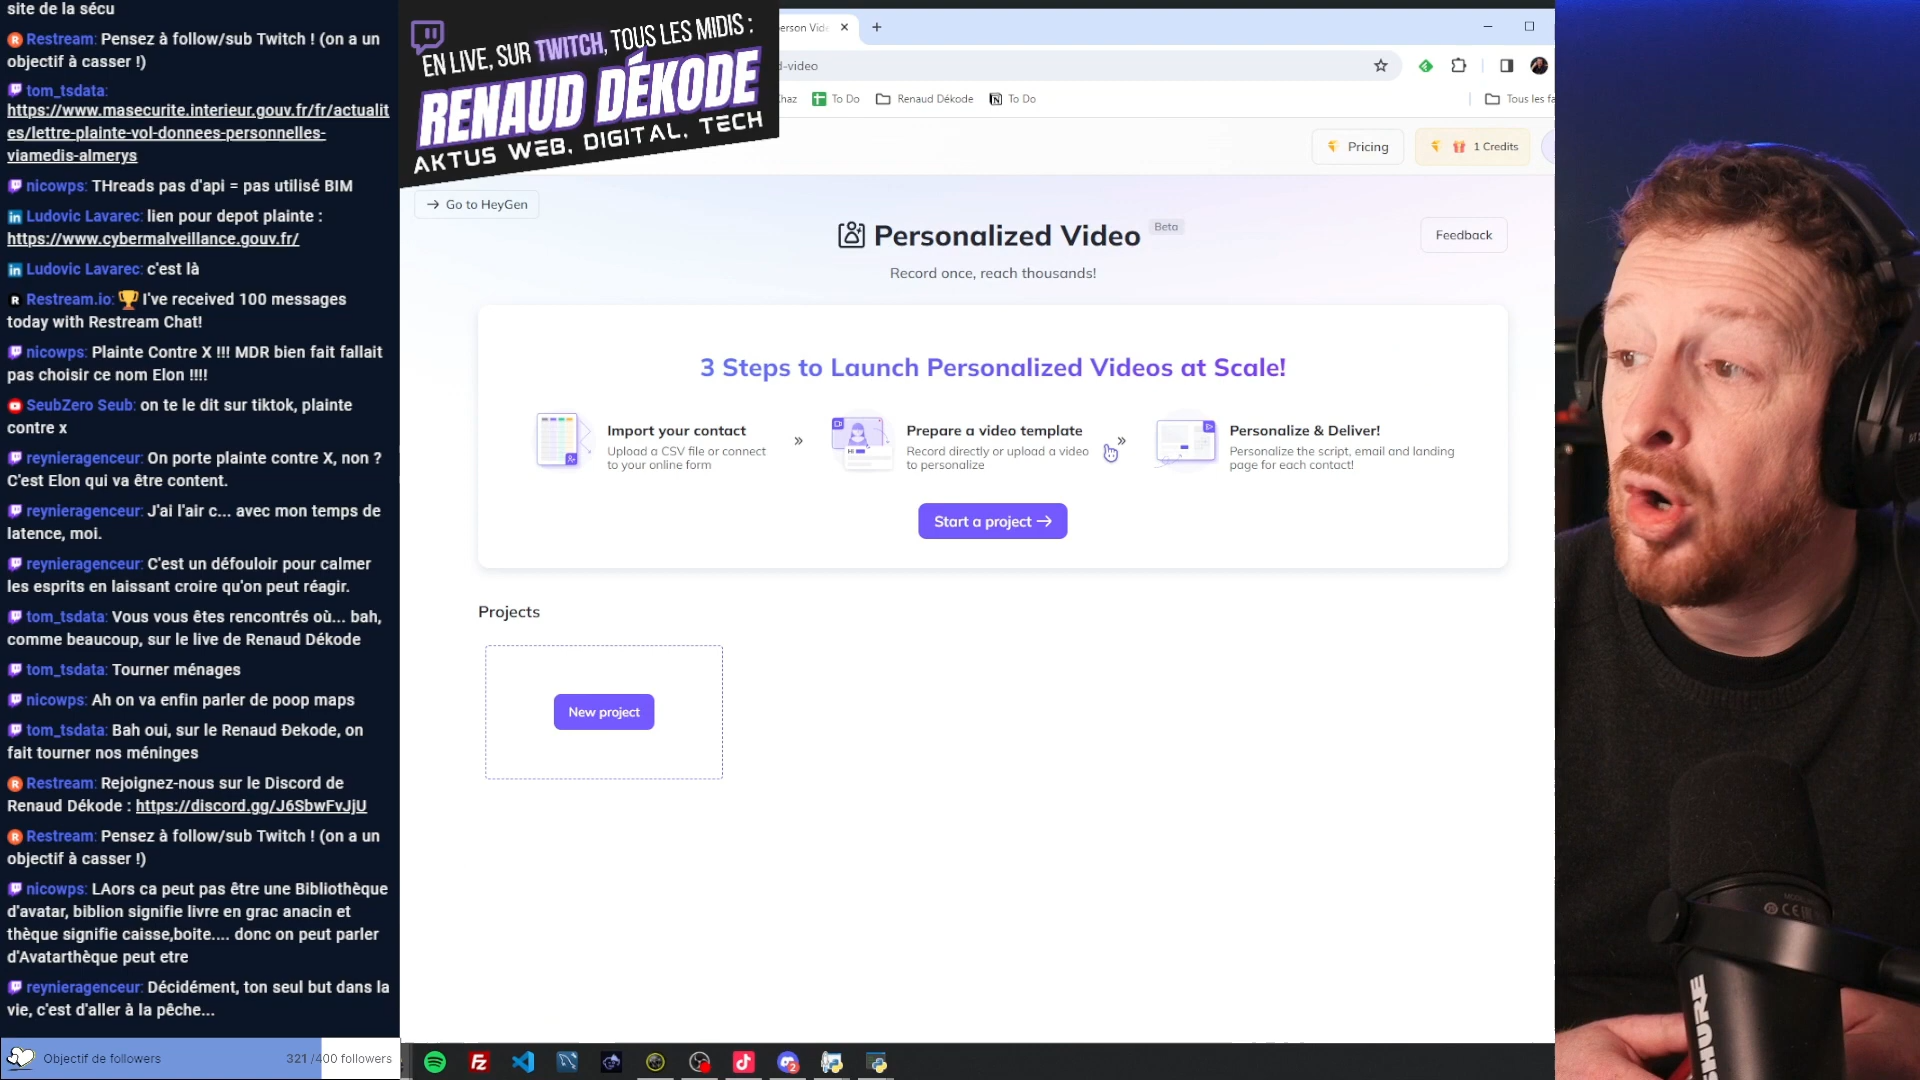 site de la sécu
Restream: Pensez à follow/sub Twitch ! (on a un
objectif à casser !)
tom_tsdata:
https://www.masecurite.interieur.gouv.fr/fr/actualit
es/lettre-plainte-vol-donnees-personnelles-
viamedis-almerys
nicowps: THreads pas d'api = pas utilisé BIM
Ludovic Lavarec: lien pour depot plainte :
https://www.cybermalveillance.gouv.fr/
Ludovic Lavarec: c'est là
Restream.io: 🏆 I've received 100 messages
today with Restream Chat!
nicowps: Plainte Contre X !!! MDR bien fait fallait
pas choisir ce nom Elon !!!!
SeubZero Seub: on te le dit sur tiktok, plainte
contre x
reynieragenceur: On porte plainte contre X, non ?
C'est Elon qui va être content.
reynieragenceur: J'ai l'air c... avec mon temps de
latence, moi.
reynieragenceur: C'est un défouloir pour calmer
les esprits en laissant croire qu'on peut réagir.
tom_tsdata: Vous vous êtes rencontrés où... bah,
comme beaucoup, sur le live de Renaud Dékode
tom_tsdata: Tourner ménages
nicowps: Ah on va enfin parler de poop maps
tom_tsdata: Bah oui, sur le Renaud Đekode, on
fait tourner nos méninges
Restream: Rejoignez-nous sur le Discord de
Renaud Dékode : https://discord.gg/J6SbwFvJjU
Restream: Pensez à follow/sub Twitch ! (on a un
objectif à casser !)
nicowps: LAors ca peut pas être une Bibliothèque
d'avatar, biblion signifie livre en grac anacin et
thèque signifie caisse,boite.... donc on peut parler
d'Avatarthèque peut etre
reynieragenceur: Décidément, ton seul but dans la
vie, c'est d'aller à la pêche...
Objectif de followers 321 /400 followers
EN LIVE, SUR TWITCH, TOUS LES MIDIS :
RENAUD DÉKODE
AKTUS WEB, DIGITAL, TECH
erson Vid
d-video
haz To Do Renaud Dékode To Do Tous les fa
Pricing 1 Credits
Go to HeyGen
Personalized Video Beta
Feedback
Record once, reach thousands!
3 Steps to Launch Personalized Videos at Scale!
Import your contact
Upload a CSV file or connect
to your online form
Prepare a video template
Record directly or upload a video
to personalize
Personalize & Deliver!
Personalize the script, email and landing
page for each contact!
Start a project →
Projects
New project
SHURE